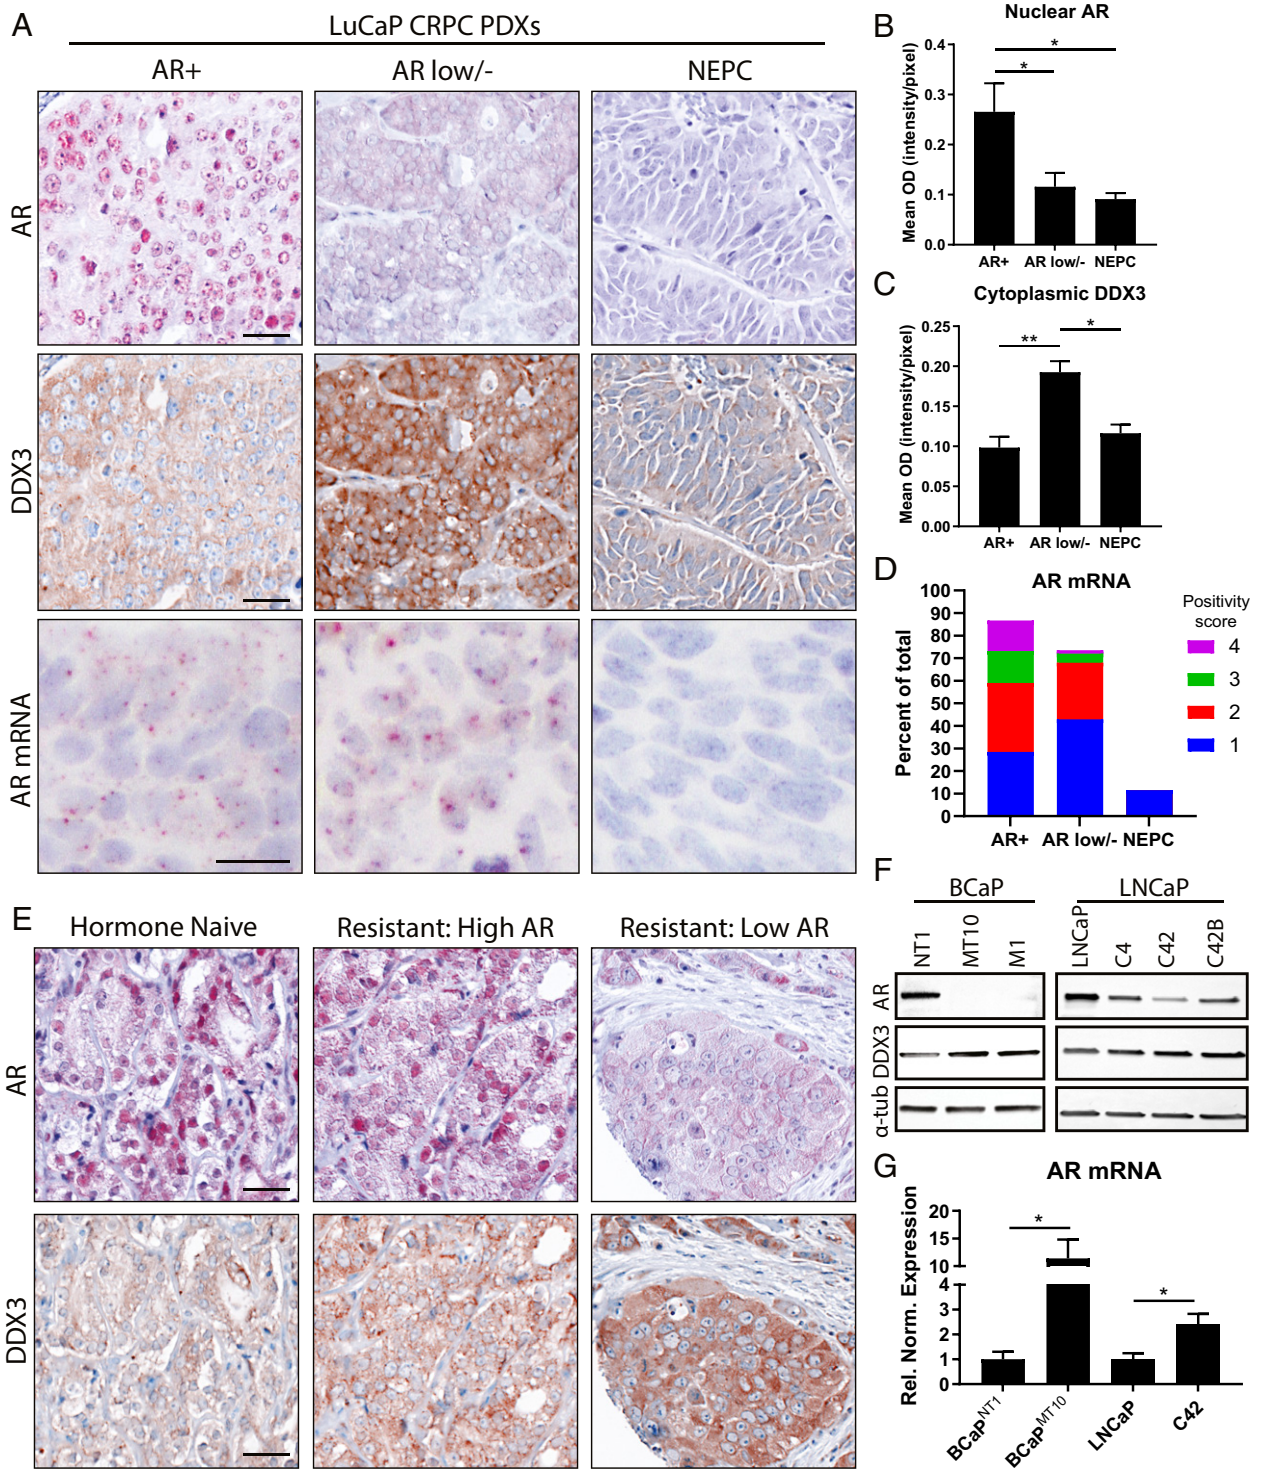 A
LuCaP CRPC PDXs
AR+
AR low/-
NEPC
AR
DDX3
AR mRNA
B
Nuclear AR
Mean OD (intensity/pixel)
0.4
0.3
0.2
0.1
0.0
*
*
AR+ AR low/- NEPC
C
Cytoplasmic DDX3
Mean OD (intensity/pixel)
0.25
0.20
0.15
0.10
0.05
0.00
**
*
AR+ AR low/- NEPC
D
AR mRNA
Percent of total
100
90
80
70
60
50
40
30
20
10
0
AR+ AR low/- NEPC
Positivity
score
4
3
2
1
E
Hormone Naive
Resistant: High AR
Resistant: Low AR
AR
DDX3
F
BCaP
LNCaP
NT1
MT10
M1
LNCaP
C4
C42
C42B
AR
DDX3
α-tub
G
AR mRNA
Rel. Norm. Expression
20
15
10
4
3
2
1
0
*
*
BCaP^NT1
BCaP^MT10
LNCaP
C42